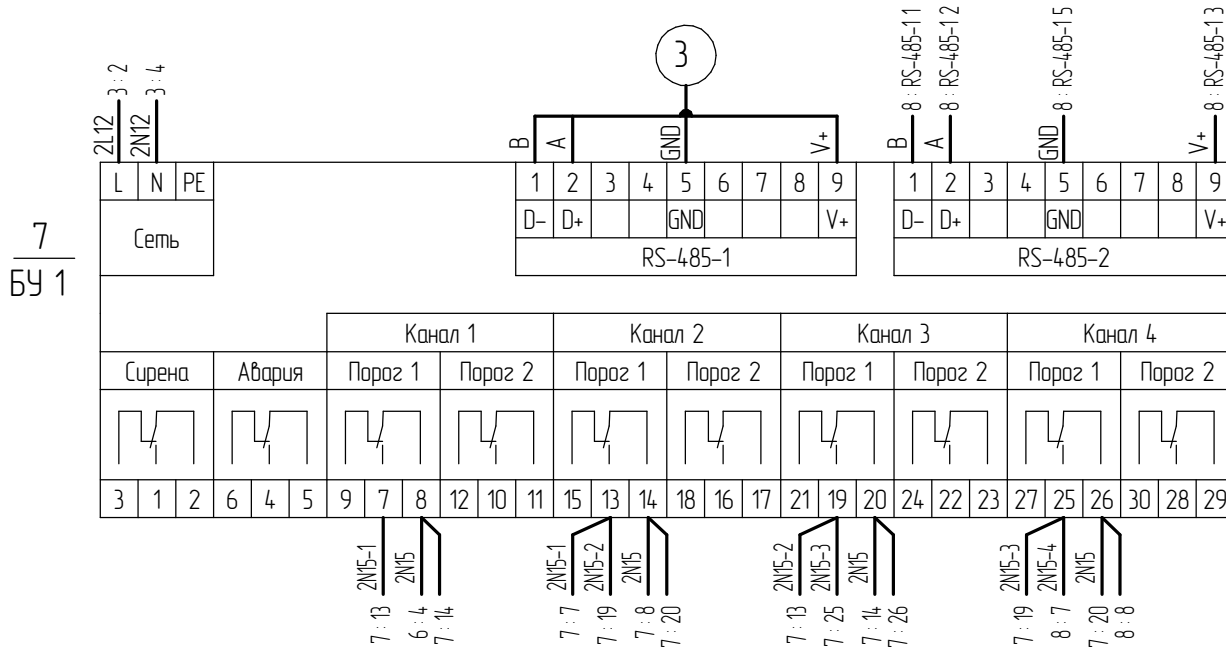 3
8 : RS-485-11
8 : RS-485-12
8 : RS-485-15
8 : RS-485-13
3 : 2
3 : 4
2L12
2N12
B
A
GND
V+
B
A
GND
V+
L N PE
1 2 3 4 5 6 7 8 9
1 2 3 4 5 6 7 8 9
Сеть
D- D+ GND V+
D- D+ GND V+
RS-485-1
RS-485-2
7
БУ 1
Канал 1 Канал 2 Канал 3 Канал 4
Сирена Авария Порог 1 Порог 2 Порог 1 Порог 2 Порог 1 Порог 2 Порог 1 Порог 2
3 1 2 6 4 5 9 7 8 12 10 11 15 13 14 18 16 17 21 19 20 24 22 23 27 25 26 30 28 29
2N15-1
2N15
2N15-1
2N15-2
2N15
2N15-2
2N15-3
2N15
2N15-3
2N15-4
2N15
7 : 13
6 : 4
7 : 14
7 : 7
7 : 19
7 : 8
7 : 20
7 : 13
7 : 25
7 : 14
7 : 26
7 : 19
8 : 7
7 : 20
8 : 8